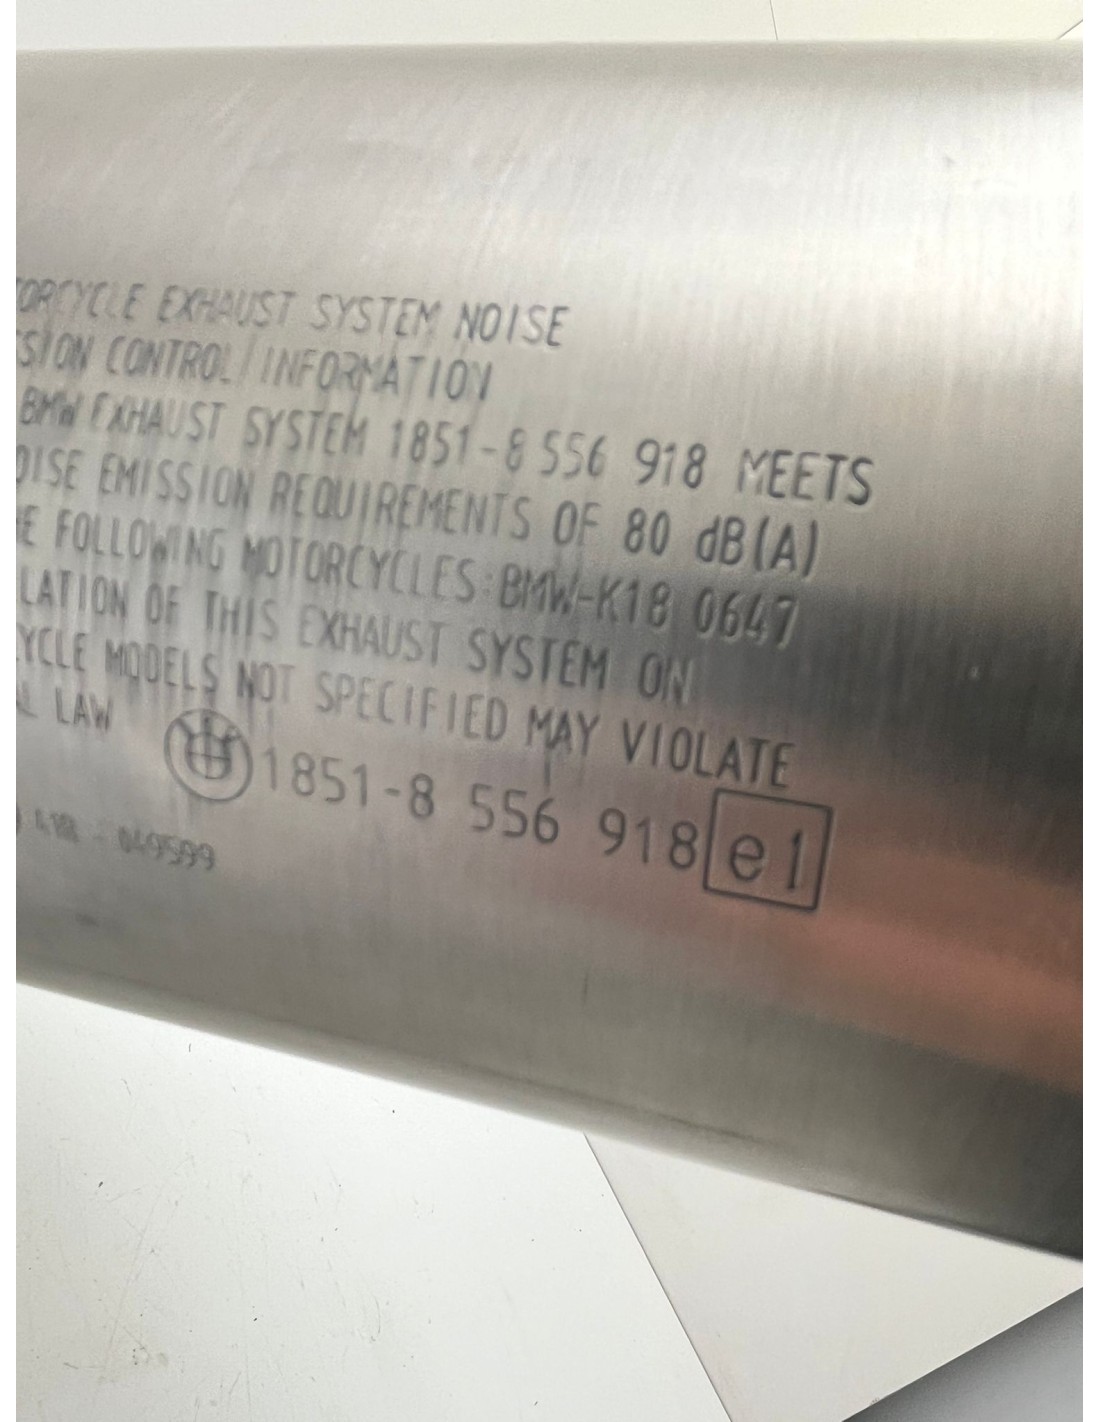 ORCYCLE EXHAUST SYSTEM NOISE
SION CONTROL/INFORMATION
BMW EXHAUST SYSTEM 1851-8 556 918 MEETS
OISE EMISSION REQUIREMENTS OF 80 dB(A)
E FOLLOWING MOTORCYCLES:BMW-K18 0647
LATION OF THIS EXHAUST SYSTEM ON
YCLE MODELS NOT SPECIFIED MAY VIOLATE
L LAW
1851-8 556 918 e1
049599